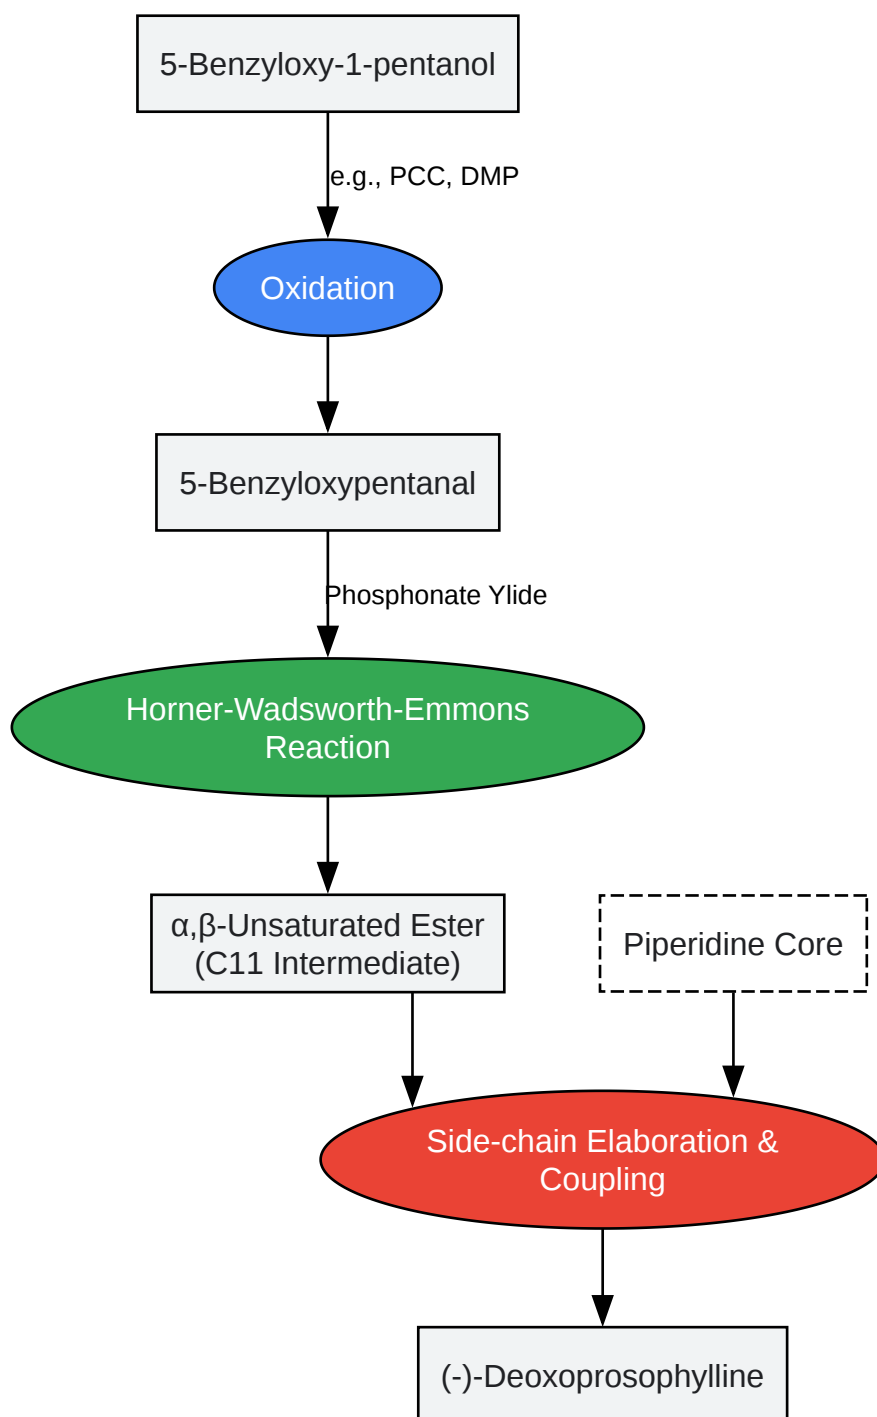 5-Benzyloxy-1-pentanol
e.g., PCC, DMP
Oxidation
5-Benzyloxypentanal
Phosphonate Ylide
Horner-Wadsworth-Emmons
Reaction
α,β-Unsaturated Ester
(C11 Intermediate)
Piperidine Core
Side-chain Elaboration &
Coupling
(-)-Deoxoprosophylline